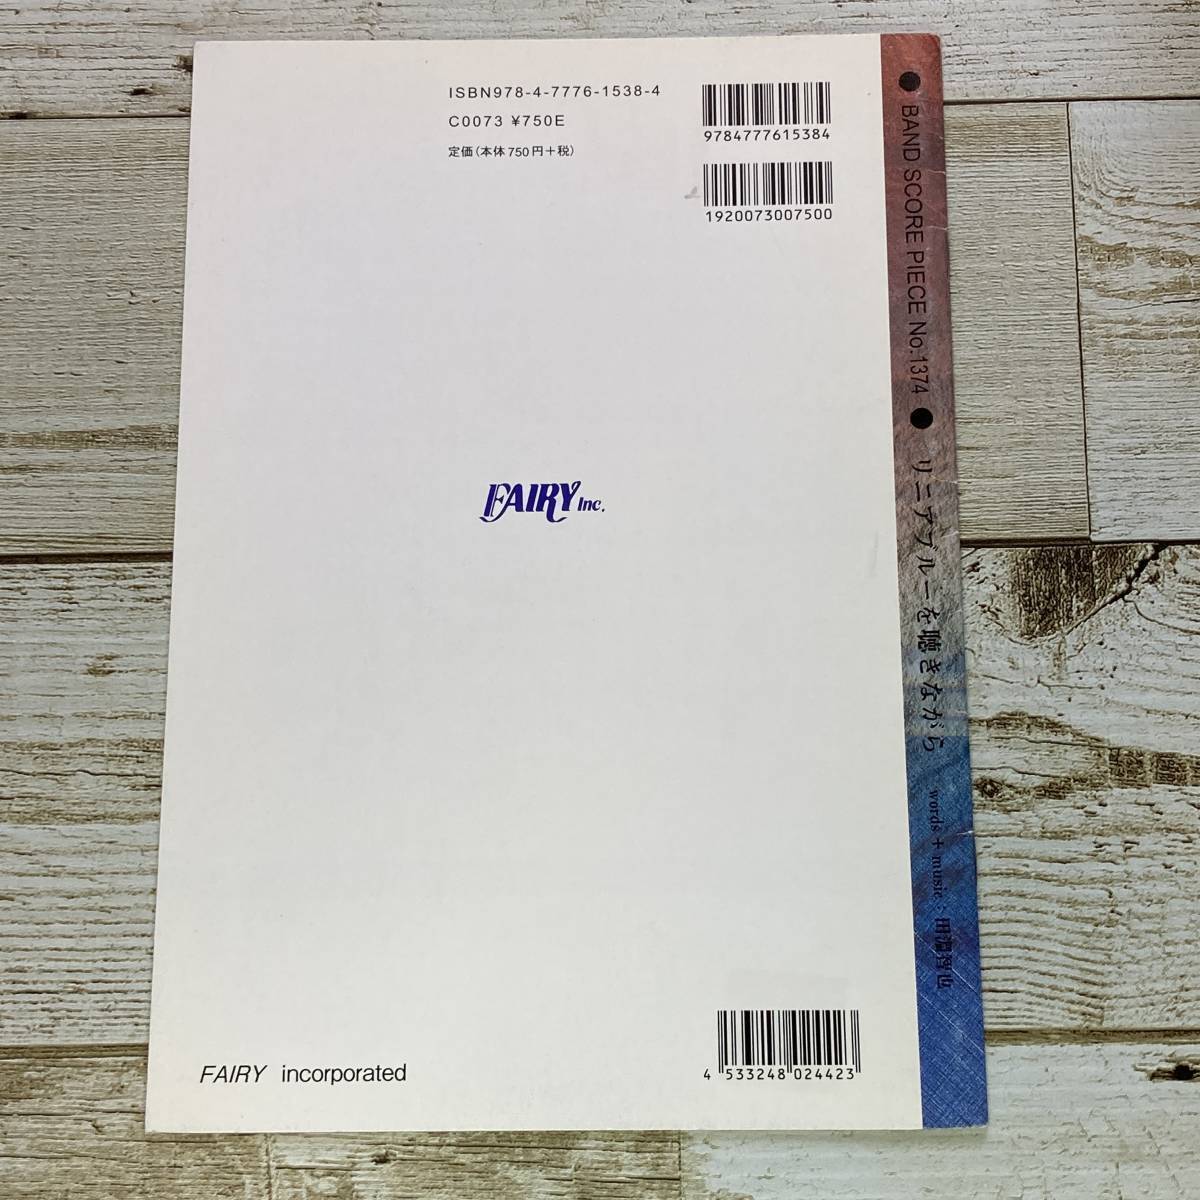 ISBN978-4-7776-1538-4
C0073 ¥750E
定価(本体750円+税)
9784777615384
1920073007500
FAIRY Inc.
FAIRY incorporated
4 533248 024423
● BAND SCORE PIECE No.1374 ● リニアブルーを聴きながら words + music : 田淵智也